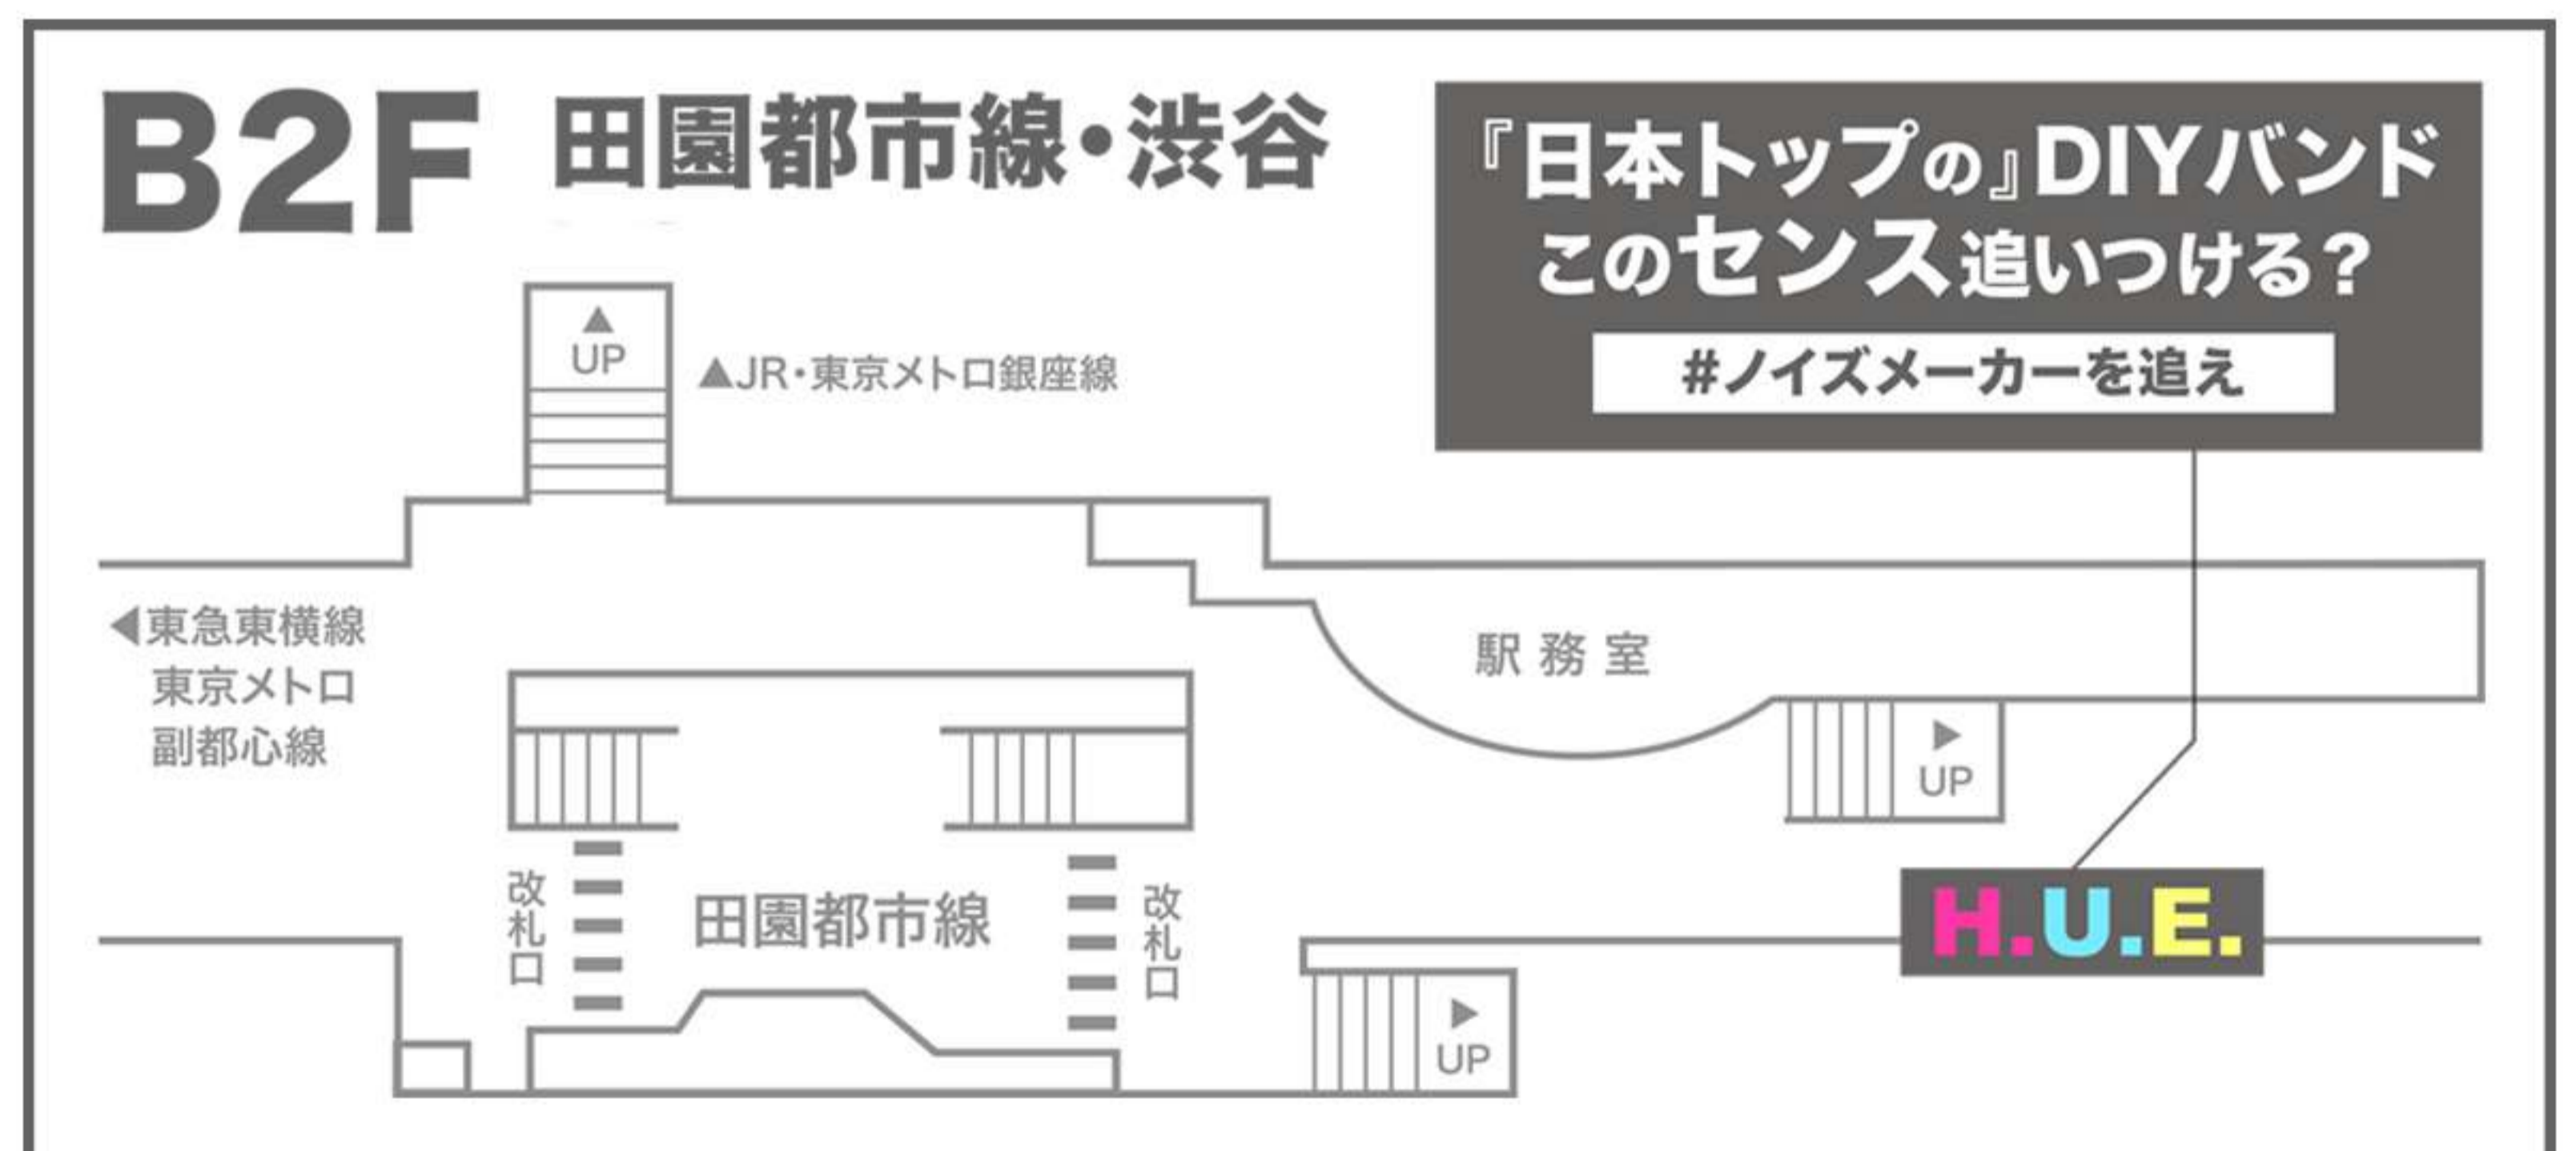 B2F 田園都市線・渋谷
『日本トップの』DIYバンド
このセンス追いつける？
#ノイズメーカーを追え
▲
UP
▲JR・東京メトロ銀座線
◀東急東横線
東京メトロ
副都心線
駅務室
▶
UP
改札口
田園都市線
改札口
H.U.E.
▶
UP